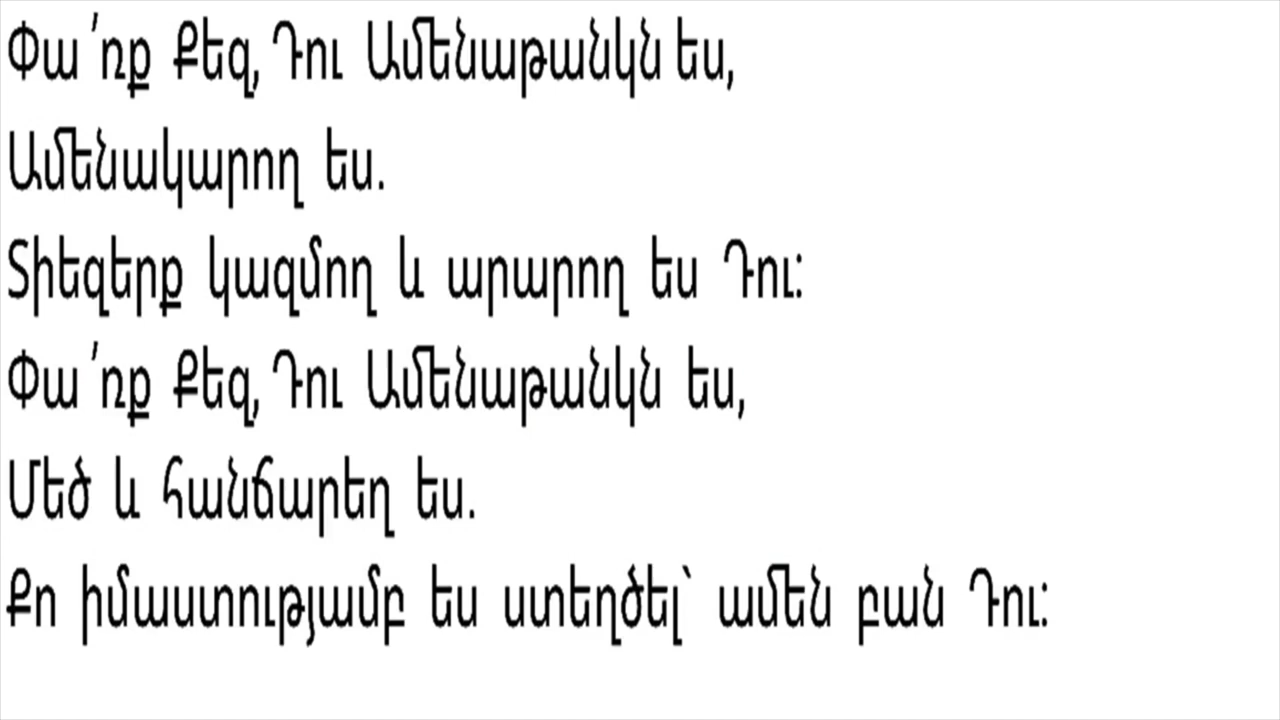 Փա՛ռք Քեզ, Դու Ամենաթանկն ես,
Ամենակարող ես.
Տիեզերք կազմող և արարող ես Դու:
Փա՛ռք Քեզ, Դու Ամենաթանկն ես,
Մեծ և հանճարեղ ես.
Քո իմաստությամբ ես ստեղծել՝ ամեն բան Դու: